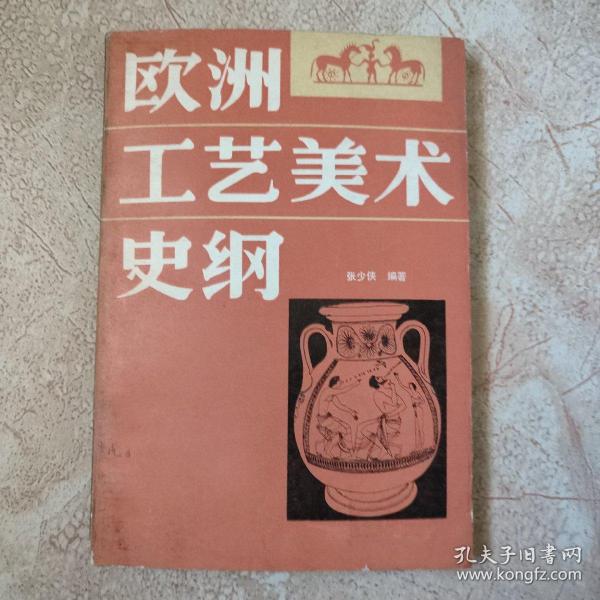 欧洲
工艺美术
史纲
张少侠 编著
孔夫子旧书网
www.kongfz.com